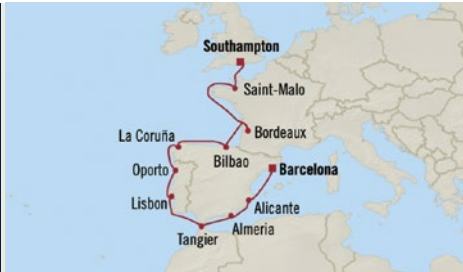 Southampton
Saint-Malo
Bordeaux
La Coruña
Bilbao
Barcelona
Oporto
Lisbon
Alicante
Almeria
Tangier